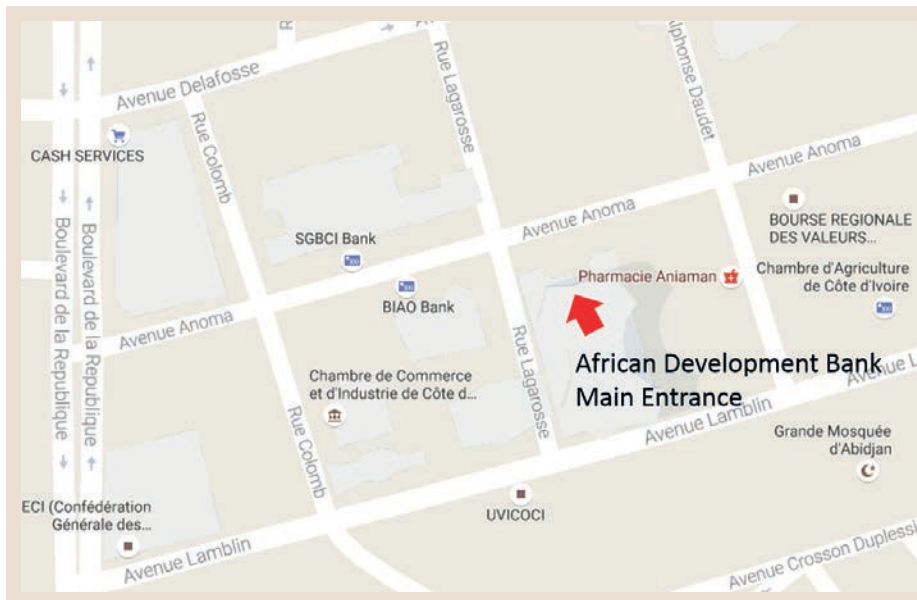 Avenue Delafosse
Rue Lagarosse
Alphonse Daudet
CASH SERVICES
Rue Colomb
Avenue Anoma
SGBCI Bank
BOURSE REGIONALE
DES VALEURS...
Boulevard de la Republique
Boulevard de la Republique
Avenue Anoma
Pharmacie Aniaman
Chambre d'Agriculture
de Côte d'Ivoire
BIAO Bank
Avenue Anoma
African Development Bank
Main Entrance
Chambre de Commerce
et d'Industrie de Côte d...
Rue Lagarosse
Avenue L
Rue Colomb
Avenue Lamblin
Grande Mosquée
d'Abidjan
UVICOCI
ECI (Confédération
Générale des...
Avenue Lamblin
Avenue Crosson Duplessi